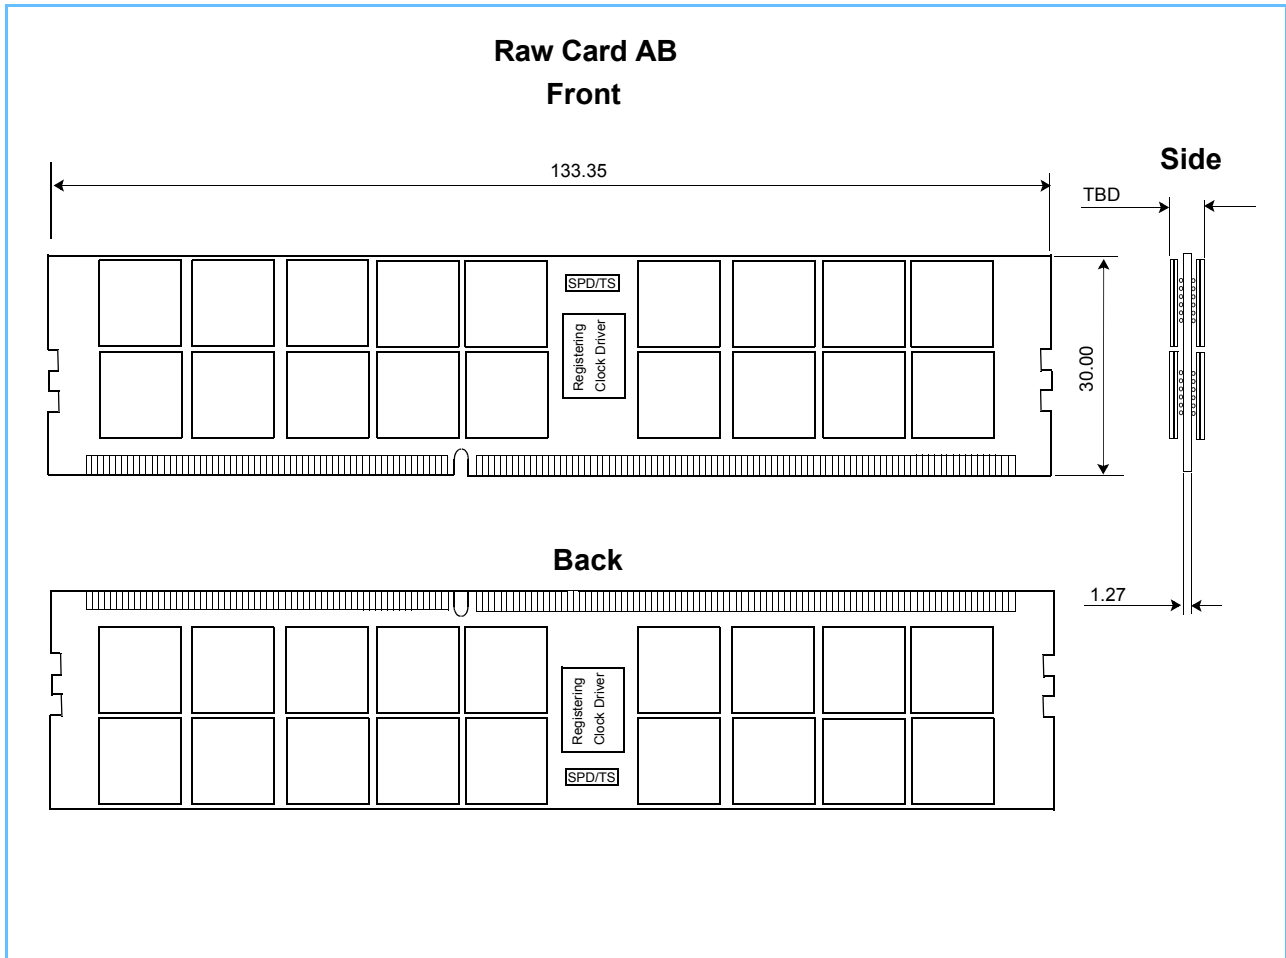 Raw Card AB
Front
133.35
Side
TBD
SPD/TS
Registering
Clock Driver
30.00
Back
1.27
Registering
Clock Driver
SPD/TS